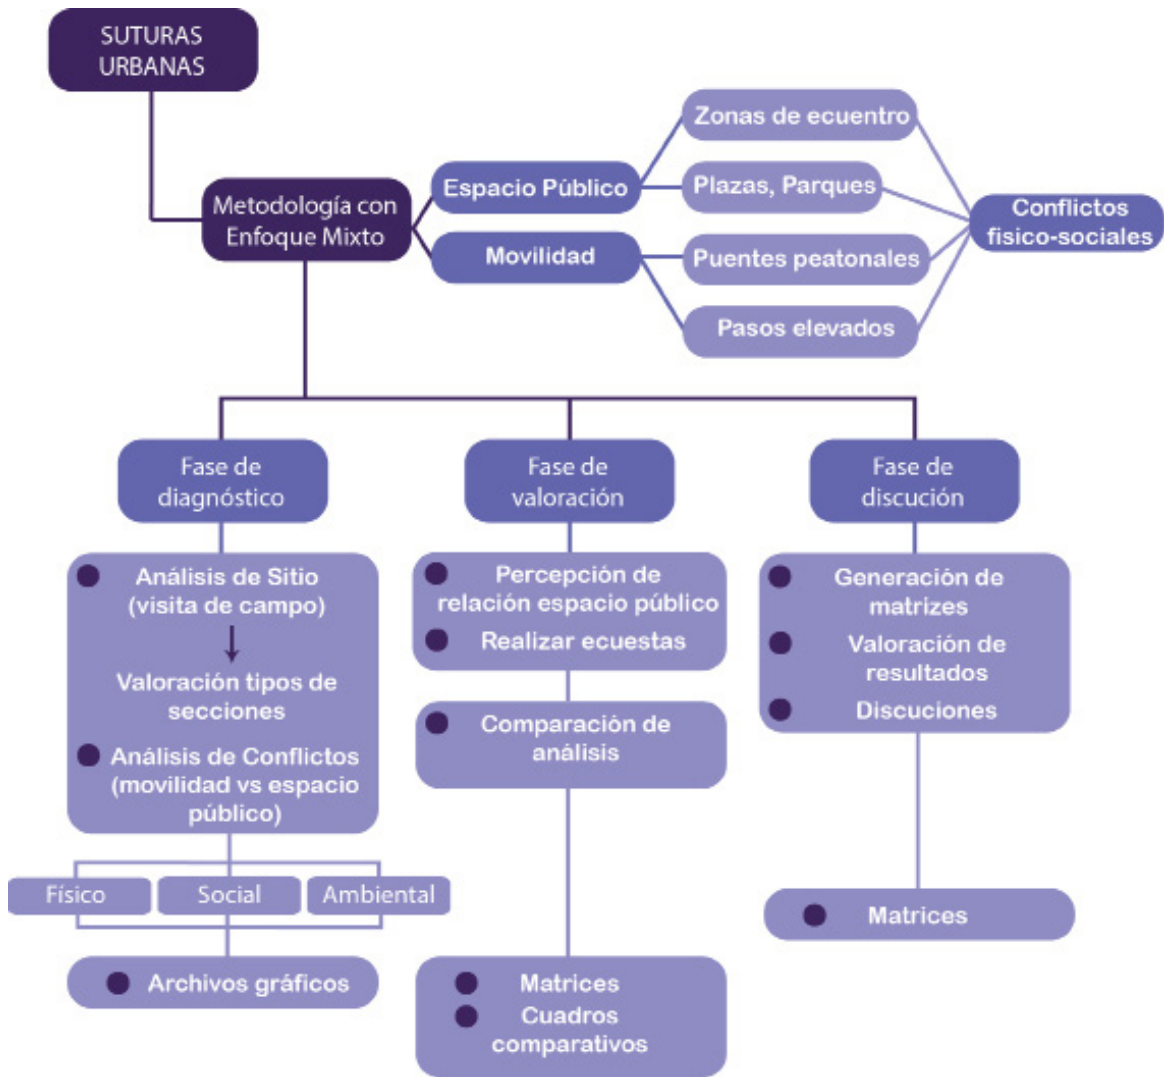 SUTURAS
URBANAS
Metodología con
Enfoque Mixto
Espacio Público
Movilidad
Zonas de ecuentro
Plazas, Parques
Puentes peatonales
Pasos elevados
Conflictos
fisico-sociales
Fase de
diagnóstico
Análisis de Sitio
(visita de campo)
Valoración tipos de
secciones
Análisis de Conflictos
(movilidad vs espacio
público)
Físico
Social
Ambiental
Archivos gráficos
Fase de
valoración
Percepción de
relación espacio público
Realizar ecuestas
Comparación de
análisis
Matrices
Cuadros
comparativos
Fase de
discución
Generación de
matrizes
Valoración de
resultados
Discuciones
Matrices